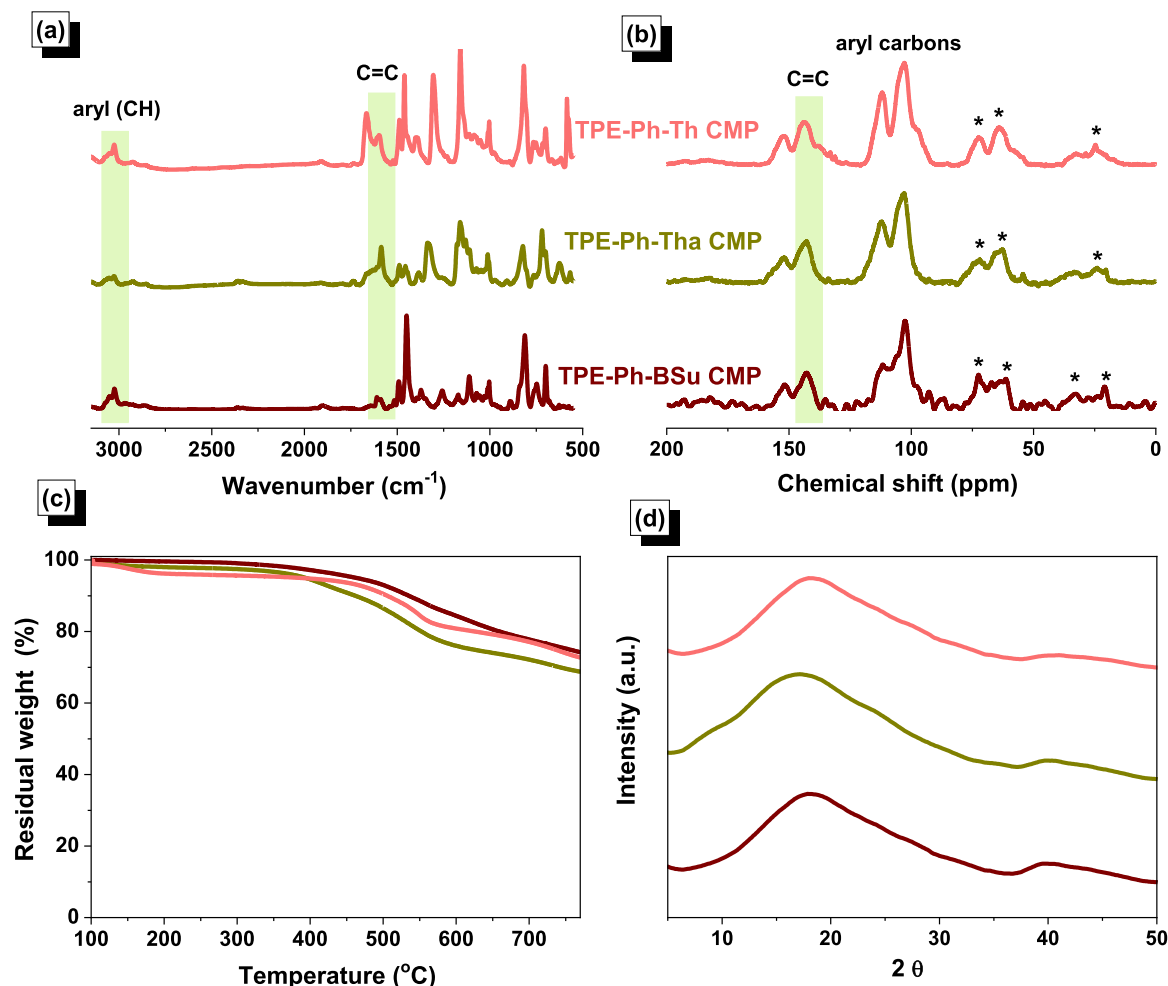 (a)
(b)
aryl carbons
C=C
C=C
aryl (CH)
* * *
TPE-Ph-Th CMP
* * *
TPE-Ph-Tha CMP
* * * *
TPE-Ph-BSu CMP
3000 2500 2000 1500 1000 500
200 150 100 50 0
Wavenumber (cm⁻¹)
Chemical shift (ppm)
(c)
(d)
100
80
60
40
20
0
Residual weight (%)
100 200 300 400 500 600 700
Temperature (°C)
Intensity (a.u.)
10 20 30 40 50
2 θ